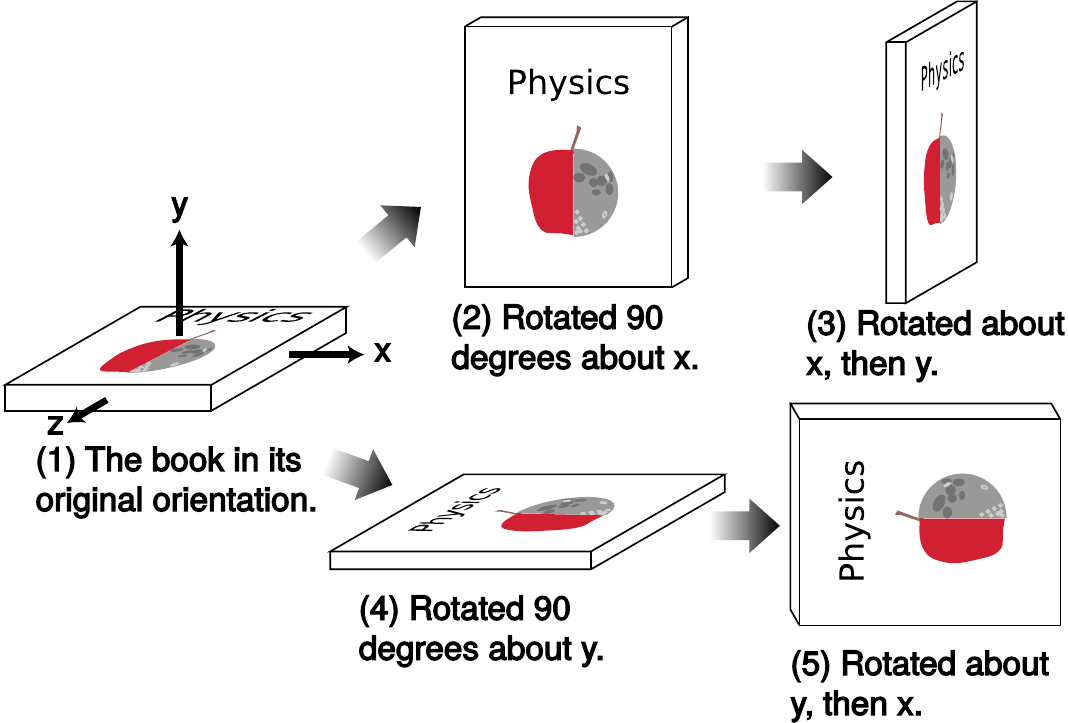 Physics
Physics
y
(2) Rotated 90
degrees about x.
(3) Rotated about
x, then y.
Physics
x
z
(1) The book in its
original orientation.
Physics
Physics
(4) Rotated 90
degrees about y.
(5) Rotated about
y, then x.